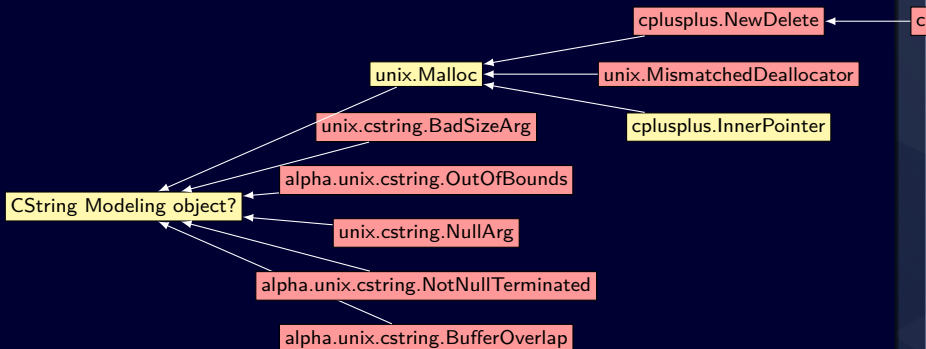 cplusplus.NewDelete
c
unix.Malloc
unix.MismatchedDeallocator
unix.cstring.BadSizeArg
cplusplus.InnerPointer
alpha.unix.cstring.OutOfBounds
CString Modeling object?
unix.cstring.NullArg
alpha.unix.cstring.NotNullTerminated
alpha.unix.cstring.BufferOverlap